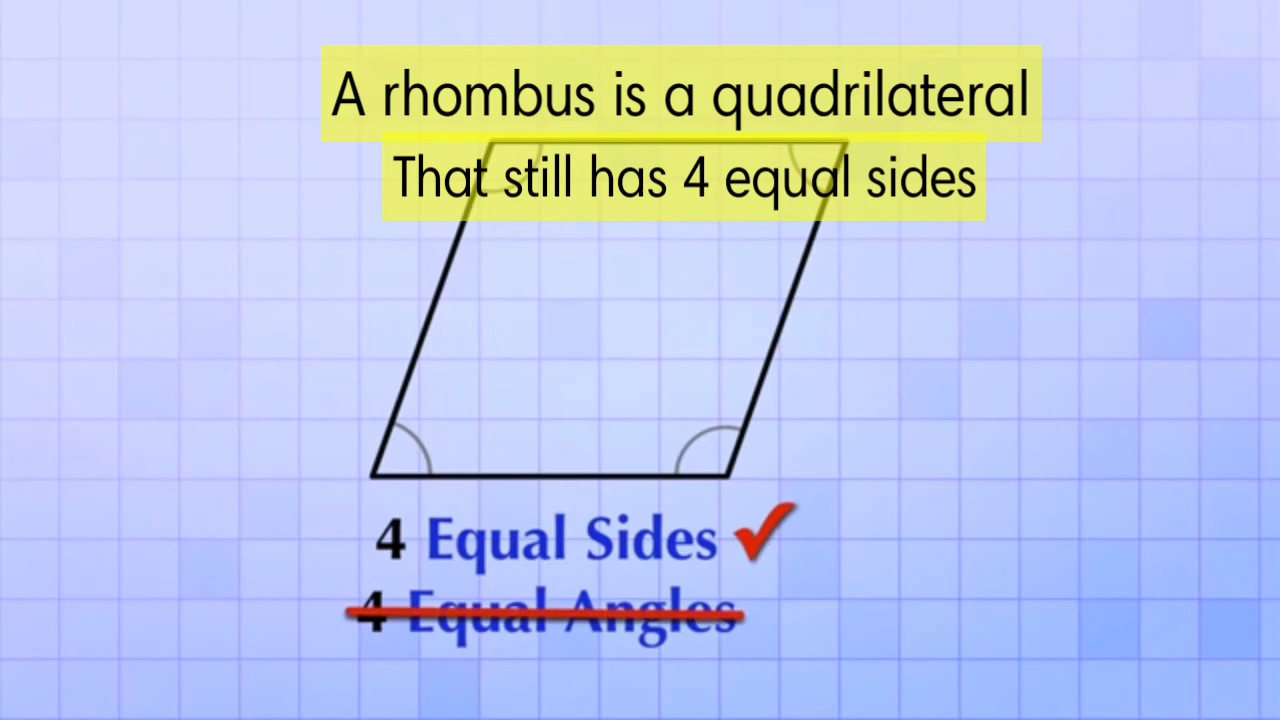 A rhombus is a quadrilateral
That still has 4 equal sides
4 Equal Sides
4 Equal Angles